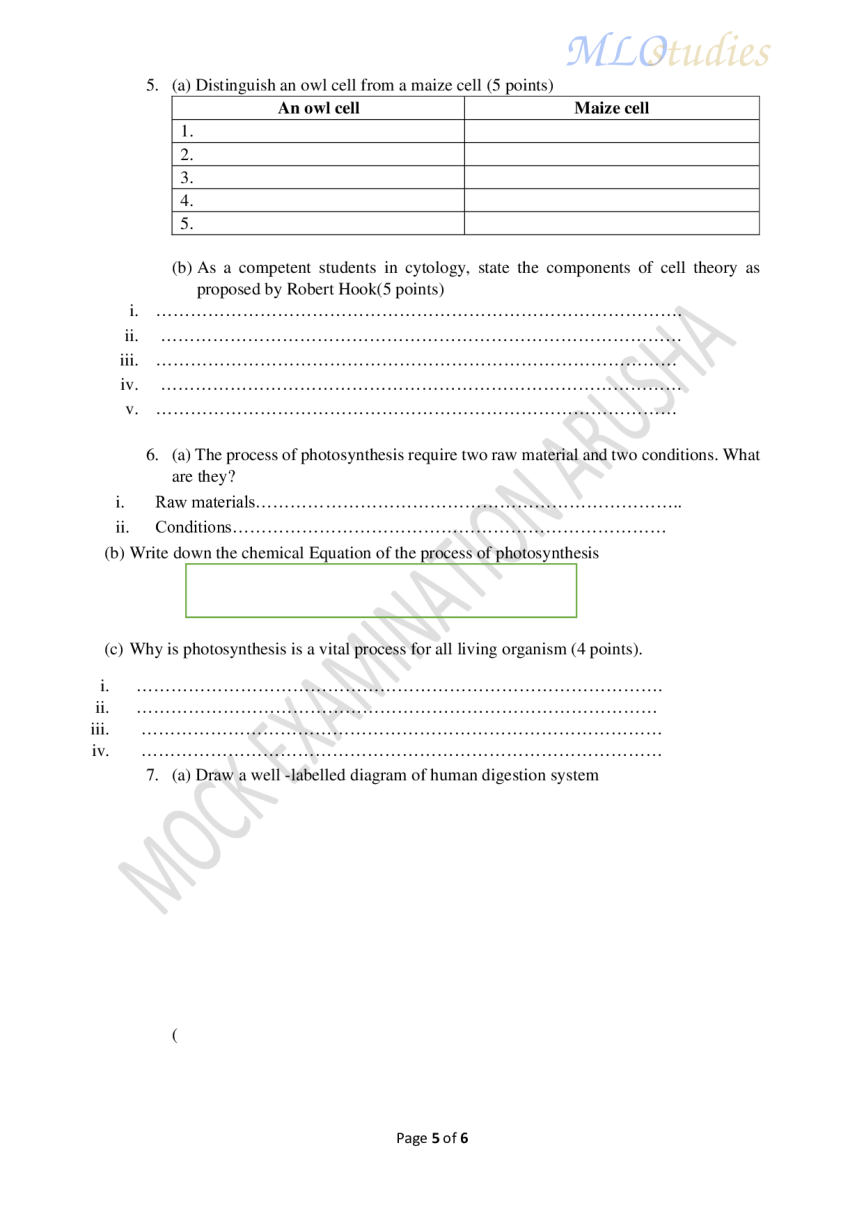 MLOstudies
5. (a) Distinguish an owl cell from a maize cell (5 points)
An owl cell Maize cell
1.
2.
3.
4.
5.
(b) As a competent students in cytology, state the components of cell theory as
proposed by Robert Hook(5 points)
i. ……………………………………………………………………………….
ii. ………………………………………………………………………………
iii. ………………………………………………………………………………
iv. ………………………………………………………………………………
v. ………………………………………………………………………………
6. (a) The process of photosynthesis require two raw material and two conditions. What
are they?
i. Raw materials………………………………………………………………..
ii. Conditions…………………………………………………………………
(b) Write down the chemical Equation of the process of photosynthesis
(c) Why is photosynthesis is a vital process for all living organism (4 points).
i. ……………………………………………………………………………….
ii. ………………………………………………………………………………
iii. ………………………………………………………………………………
iv. ………………………………………………………………………………
7. (a) Draw a well -labelled diagram of human digestion system
(
MOCK EXAMINATION ARUSHA
Page 5 of 6